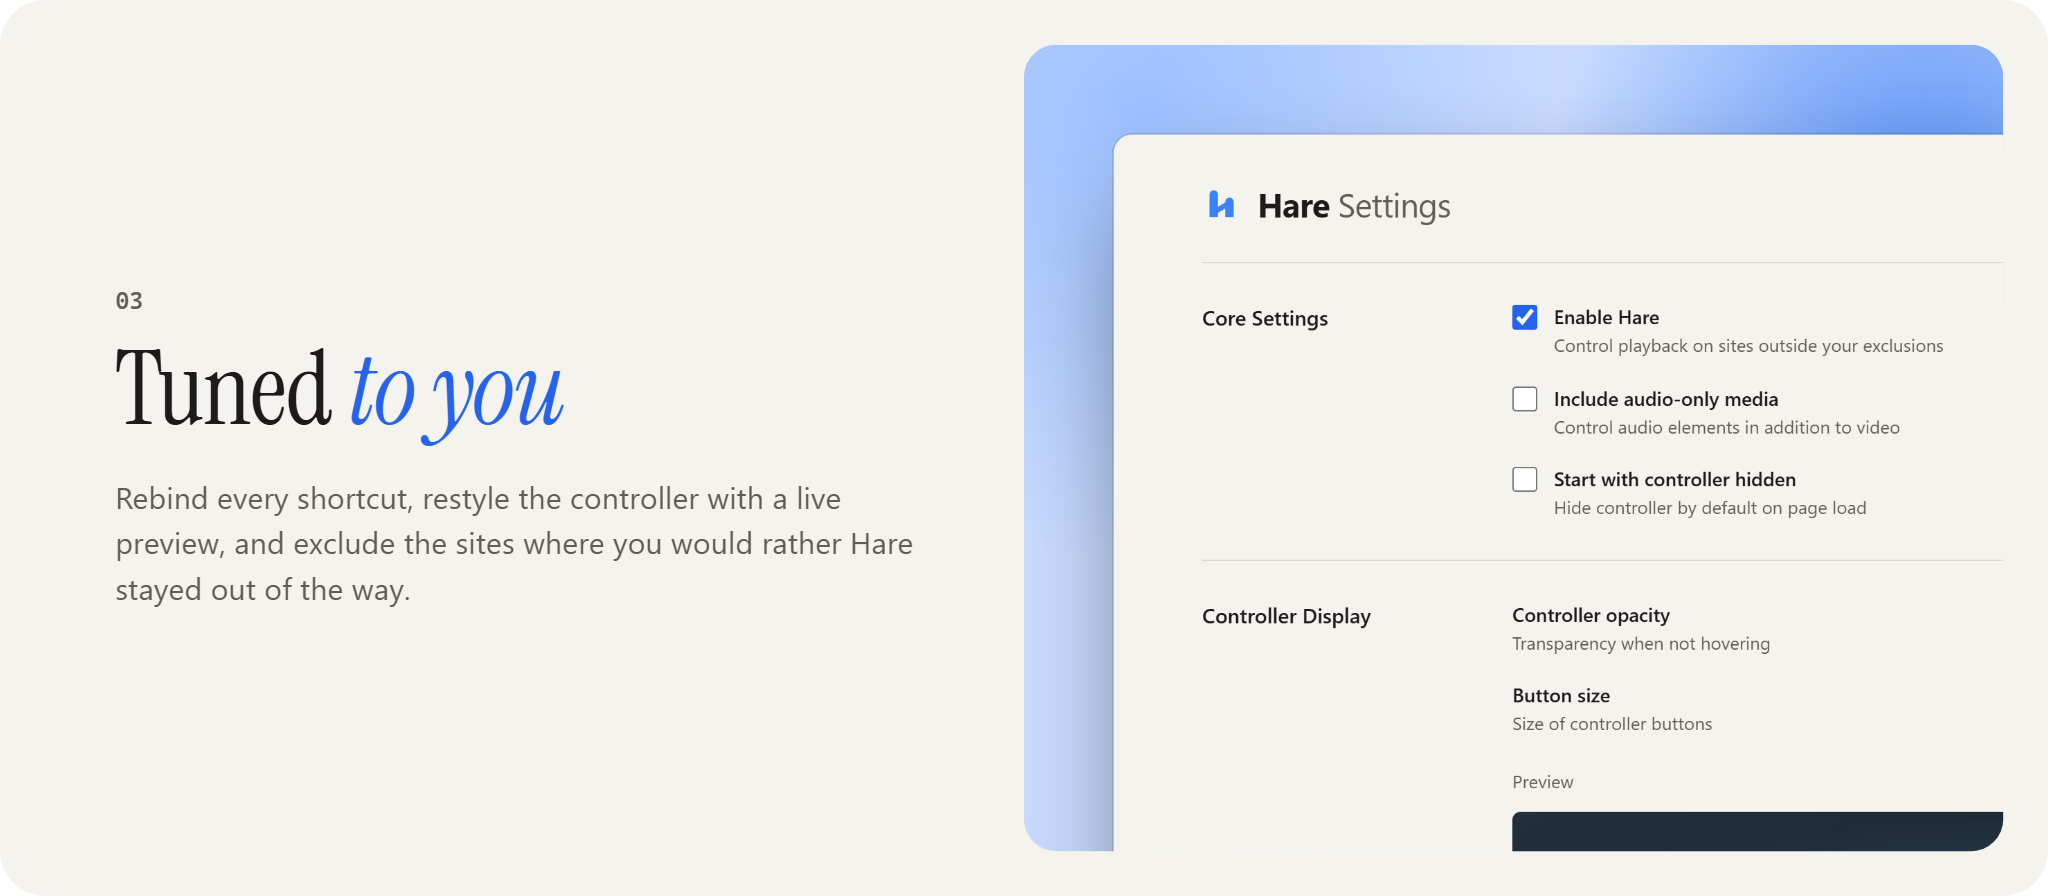 03
Tuned to you
Rebind every shortcut, restyle the controller with a live
preview, and exclude the sites where you would rather Hare
stayed out of the way.
Hare Settings
Core Settings
Enable Hare
Control playback on sites outside your exclusions
Include audio-only media
Control audio elements in addition to video
Start with controller hidden
Hide controller by default on page load
Controller Display
Controller opacity
Transparency when not hovering
Button size
Size of controller buttons
Preview